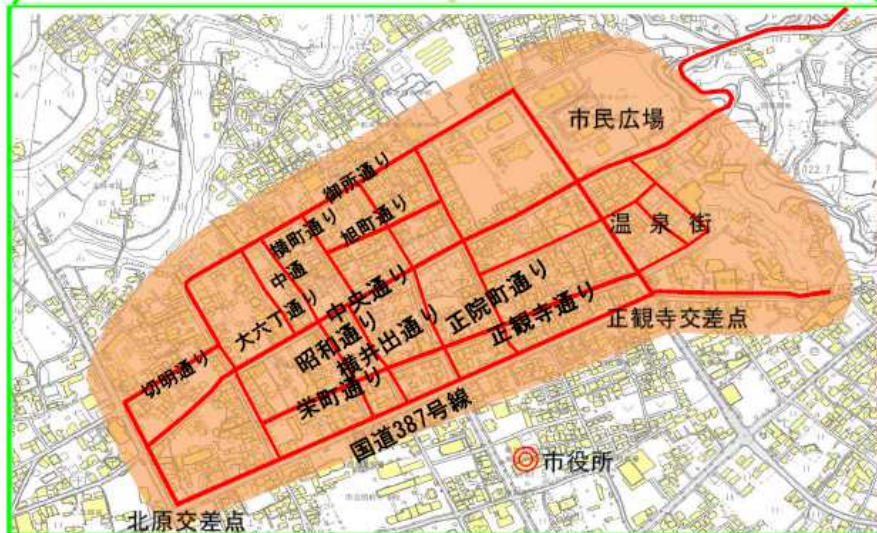 市民広場
御所通り
横町通り
旭町通り
中通
温泉街
大六丁通り
中央通り
正院町通り
昭和通り
横井出通り
正観寺通り
正観寺交差点
切明通り
栄町通り
国道387号線
市役所
北原交差点
122.7